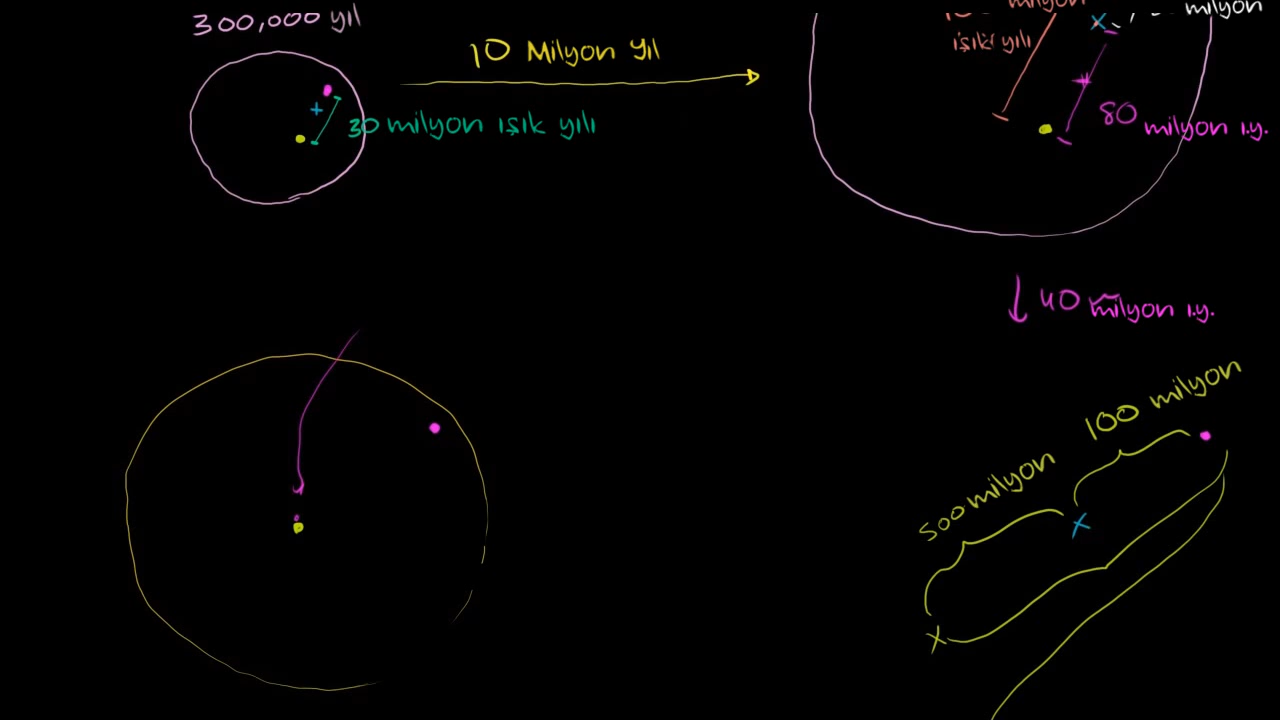 300,000 yıl
10 Milyon Yıl
30 milyon ışık yılı
milyon
ışık yılı
milyon
80 milyon ı.y.
40 milyon ı.y.
100 milyon
500 milyon